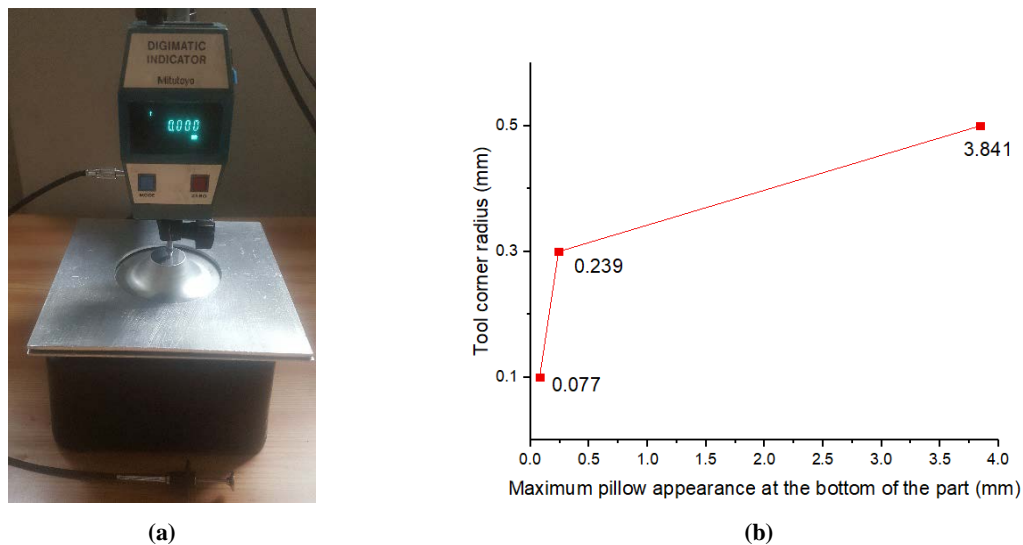 DIGIMATIC
INDICATOR
Mitutoyo
0.000
MODE
ZERO
(a)
Tool corner radius (mm)
0.5
0.3
0.1
3.841
0.239
0.077
0.0 0.5 1.0 1.5 2.0 2.5 3.0 3.5 4.0
Maximum pillow appearance at the bottom of the part (mm)
(b)